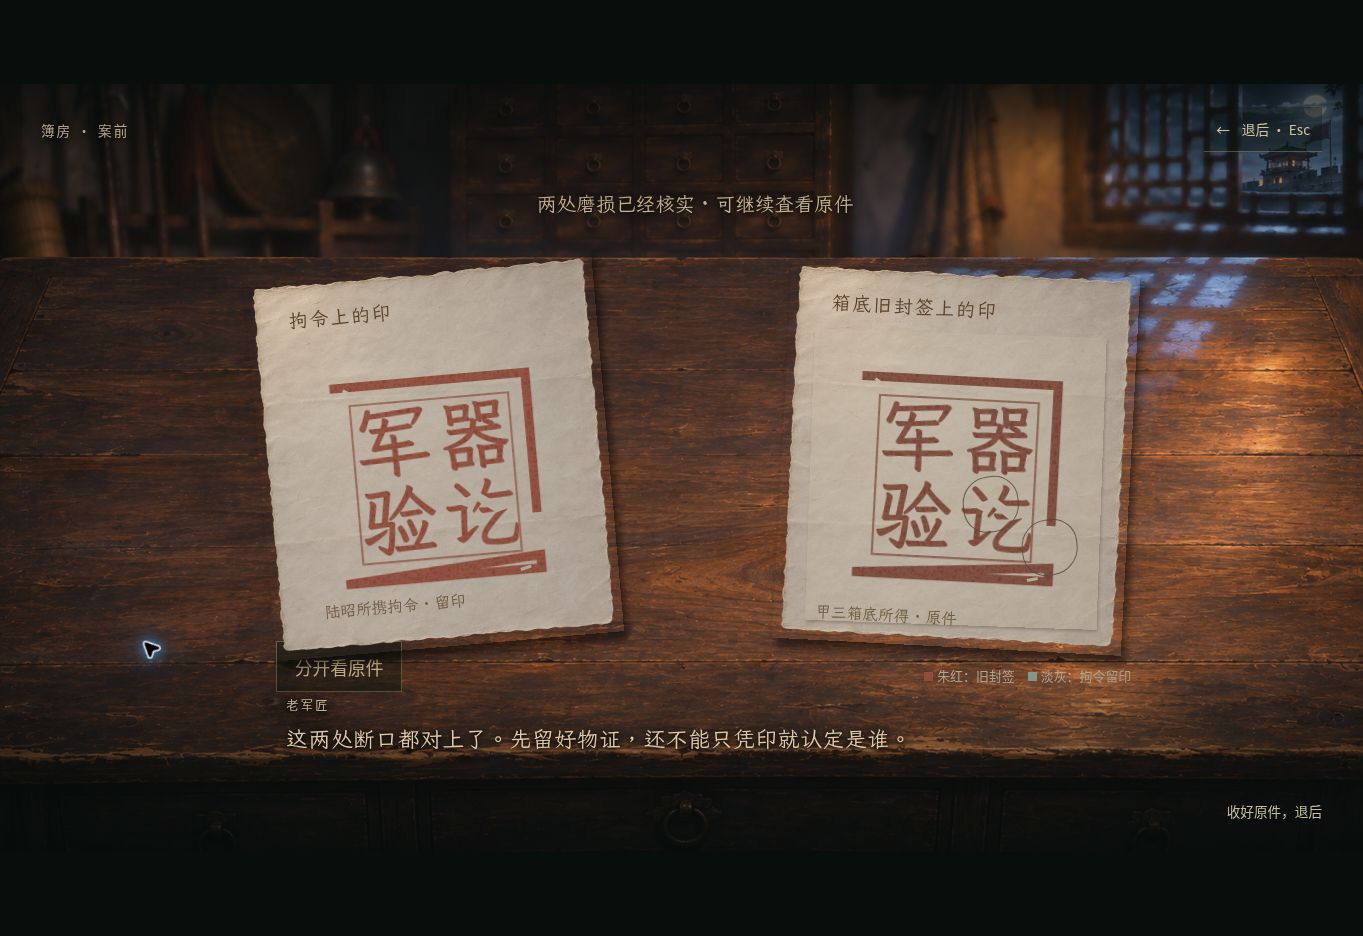 簿房・案前
← 退后・Esc
两处磨损已经核实・可继续查看原件
拘令上的印
军器
验讫
陆昭所携拘令・留印
箱底旧封签上的印
军器
验讫
甲三箱底所得・原件
分开看原件
朱红：旧封签 淡灰：拘令留印
老军匠
这两处断口都对上了。先留好物证，还不能只凭印就认定是谁。
收好原件，退后